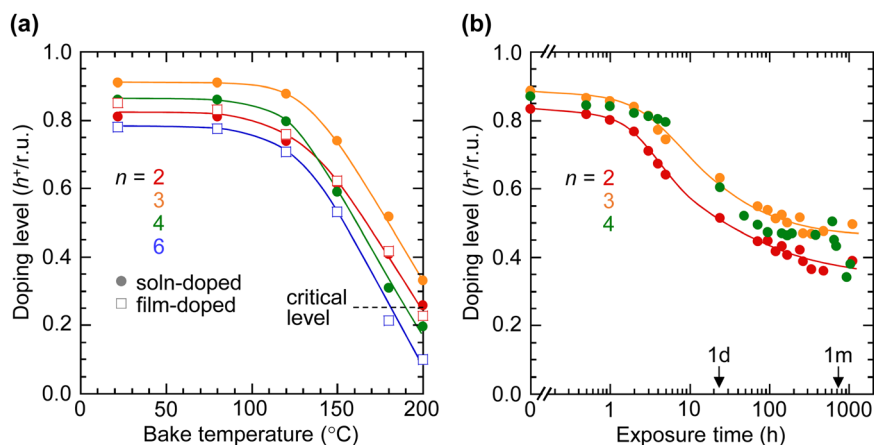 (a)
1.0
0.8
0.6
0.4
0.2
0.0
Doping level (h⁺/r.u.)
n = 2
3
4
6
soln-doped
film-doped
critical
level
0
50
100
150
200
Bake temperature (°C)
(b)
1.0
0.8
0.6
0.4
0.2
0.0
Doping level (h⁺/r.u.)
n = 2
3
4
1d
1m
0
1
10
100
1000
Exposure time (h)